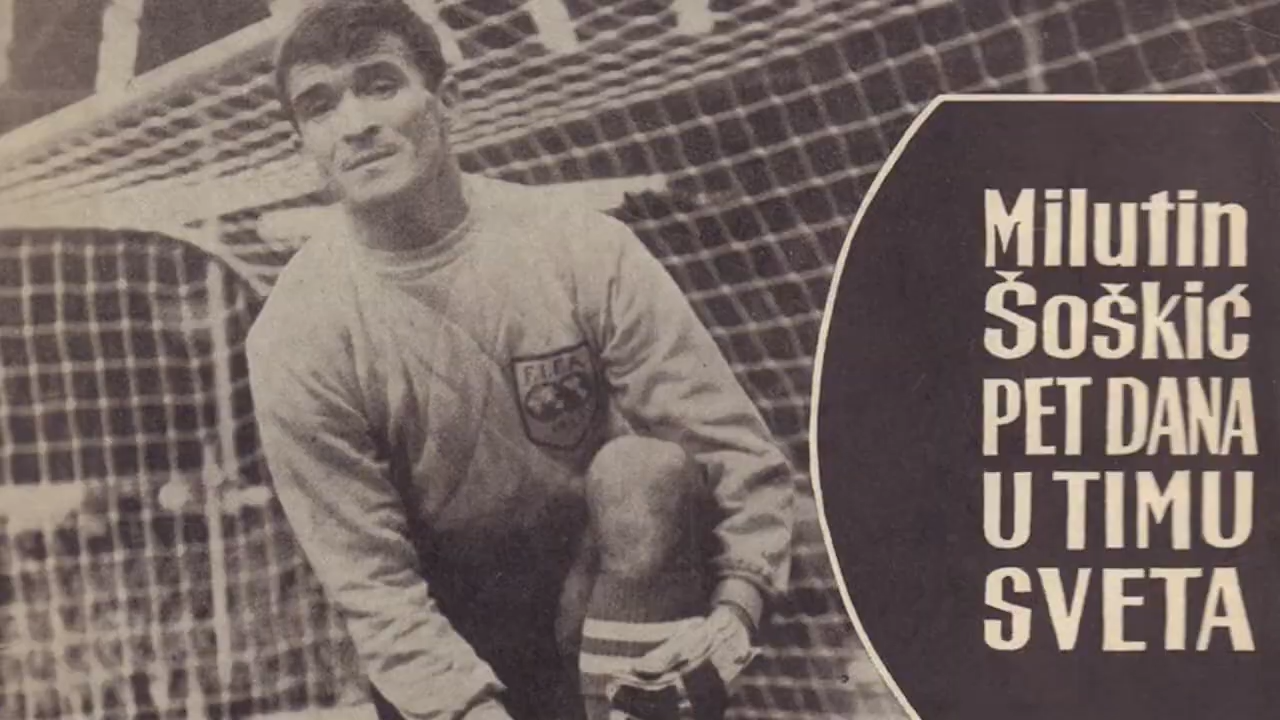 F.I.F.A.
Milutin
Šoškić
PET DANA
U TIMU
SVETA